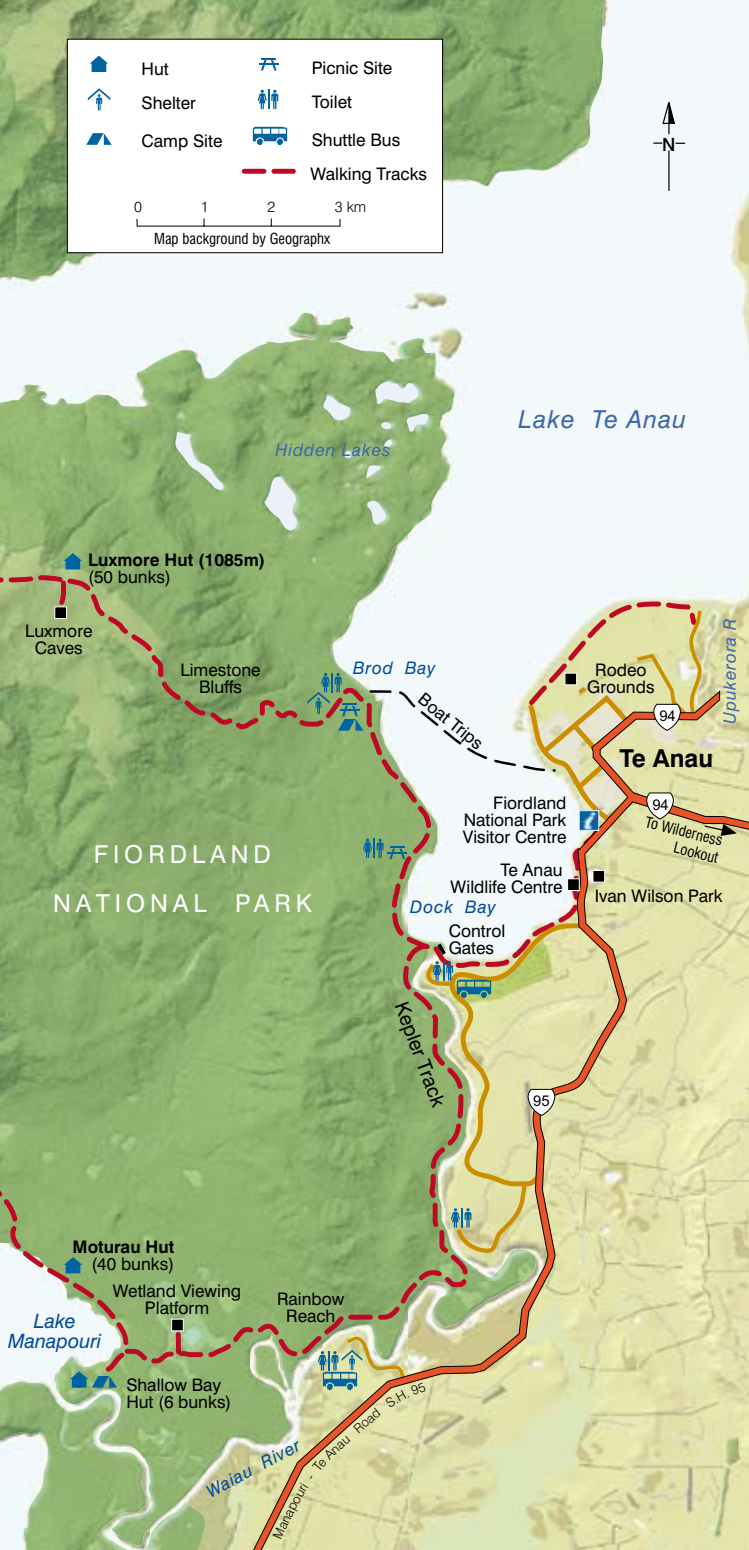 Hut
Picnic Site
Shelter
Toilet
Camp Site
Shuttle Bus
Walking Tracks
0 1 2 3 km
Map background by Geographx
N
Lake Te Anau
Hidden Lakes
Luxmore Hut (1085m)
(50 bunks)
Luxmore
Caves
Limestone
Bluffs
Brod Bay
Boat Trips
Rodeo
Grounds
Upukerora R
94
Te Anau
94
To Wilderness
Lookout
Fiordland
National Park
Visitor Centre
FIORDLAND
NATIONAL PARK
Te Anau
Wildlife Centre
Ivan Wilson Park
Dock Bay
Control
Gates
Kepler Track
95
Moturau Hut
(40 bunks)
Wetland Viewing
Platform
Rainbow
Reach
Lake
Manapouri
Shallow Bay
Hut (6 bunks)
Waiau River
Manapouri - Te Anau Road S.H. 95